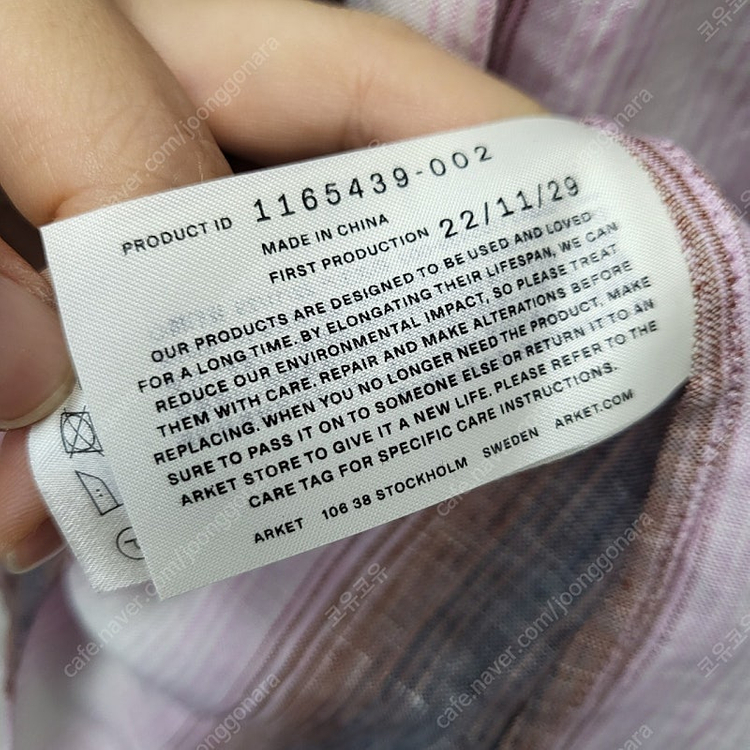 PRODUCT ID 1165439-002
MADE IN CHINA
FIRST PRODUCTION 22/11/29
OUR PRODUCTS ARE DESIGNED TO BE USED AND LOVED
FOR A LONG TIME. BY ELONGATING THEIR LIFESPAN, WE CAN
REDUCE OUR ENVIRONMENTAL IMPACT, SO PLEASE TREAT
THEM WITH CARE. REPAIR AND MAKE ALTERATIONS BEFORE
REPLACING. WHEN YOU NO LONGER NEED THE PRODUCT, MAKE
SURE TO PASS IT ON TO SOMEONE ELSE OR RETURN IT TO AN
ARKET STORE TO GIVE IT A NEW LIFE. PLEASE REFER TO THE
CARE TAG FOR SPECIFIC CARE INSTRUCTIONS.
ARKET 106 38 STOCKHOLM SWEDEN ARKET.COM
cafe.naver.com/joonggonara
코유코유